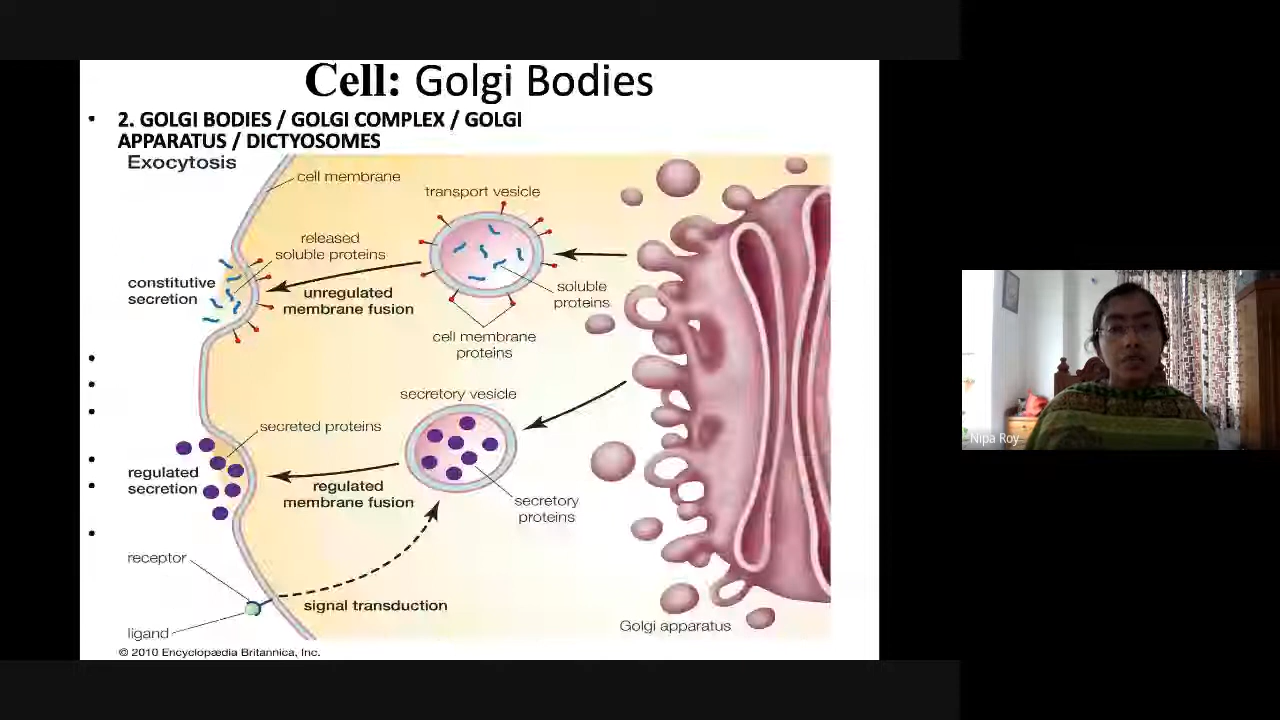 Cell: Golgi Bodies
• 2. GOLGI BODIES / GOLGI COMPLEX / GOLGI
APPARATUS / DICTYOSOMES
Exocytosis
cell membrane
transport vesicle
released
soluble proteins
constitutive
secretion
unregulated
membrane fusion
soluble
proteins
cell membrane
proteins
secretory vesicle
secreted proteins
regulated
secretion
regulated
membrane fusion
secretory
proteins
receptor
signal transduction
ligand
Golgi apparatus
© 2010 Encyclopædia Britannica, Inc.
Nipa Roy